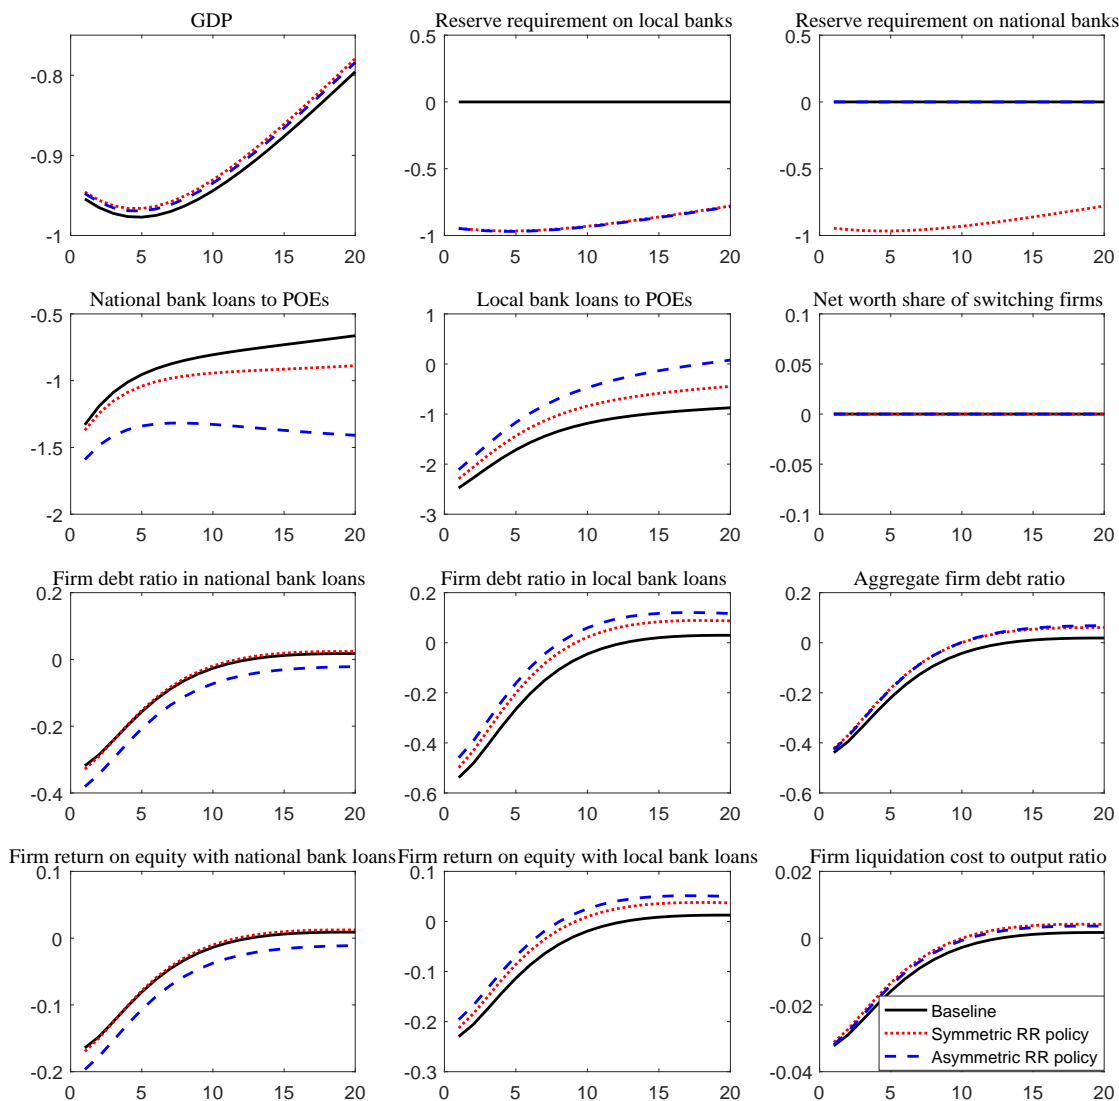 GDP
Reserve requirement on local banks
Reserve requirement on national banks
-0.8
-0.9
-1
0 5 10 15 20
0.5
0
-0.5
-1
0 5 10 15 20
0.5
0
-0.5
-1
0 5 10 15 20
National bank loans to POEs
Local bank loans to POEs
Net worth share of switching firms
-0.5
-1
-1.5
-2
0 5 10 15 20
1
0
-1
-2
-3
0 5 10 15 20
0.1
0.05
0
-0.05
-0.1
0 5 10 15 20
Firm debt ratio in national bank loans
Firm debt ratio in local bank loans
Aggregate firm debt ratio
0.2
0
-0.2
-0.4
0 5 10 15 20
0.2
0
-0.2
-0.4
-0.6
0 5 10 15 20
0.2
0
-0.2
-0.4
-0.6
0 5 10 15 20
Firm return on equity with national bank loans
Firm return on equity with local bank loans
Firm liquidation cost to output ratio
0.1
0
-0.1
-0.2
0 5 10 15 20
0.1
0
-0.1
-0.2
-0.3
0 5 10 15 20
0.02
0
-0.02
-0.04
0 5 10 15 20
Baseline
Symmetric RR policy
Asymmetric RR policy